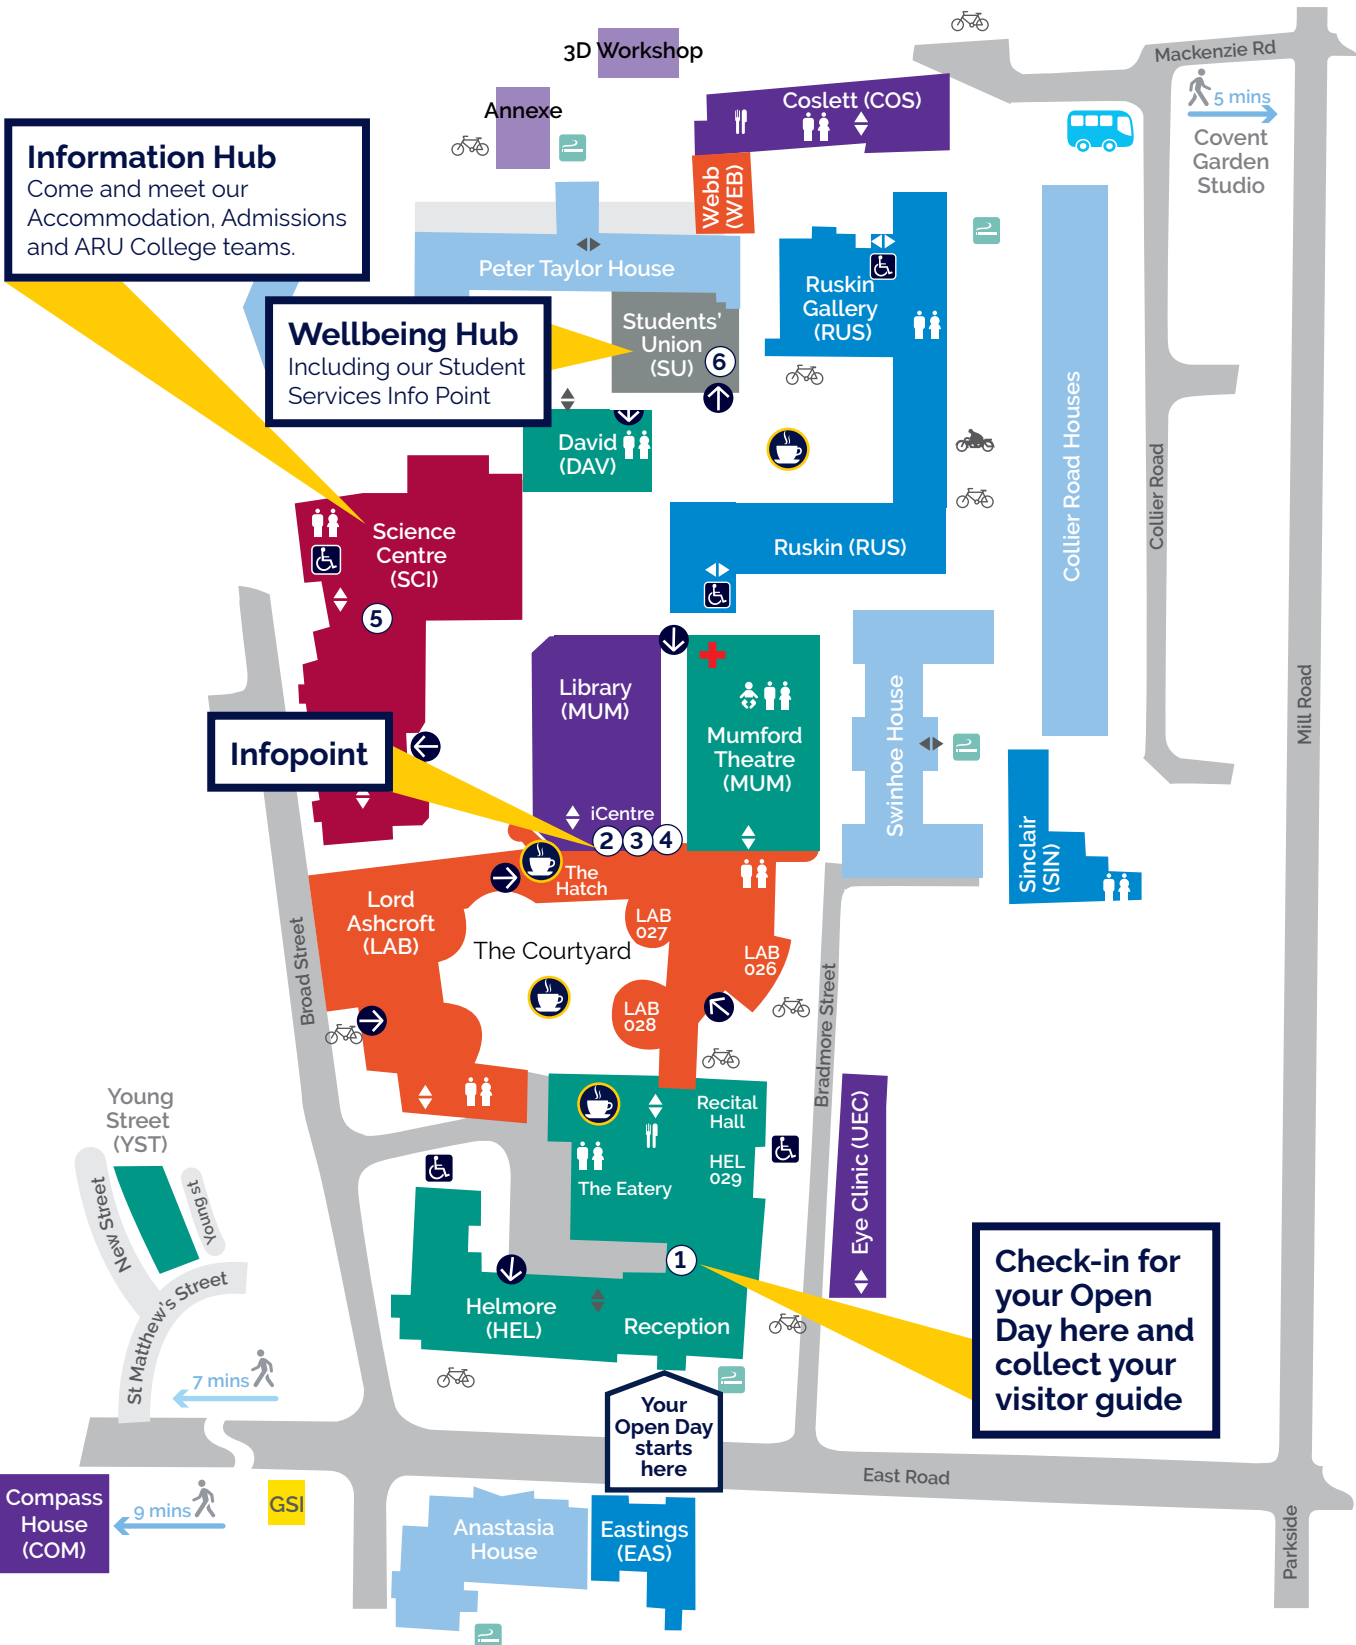 3D Workshop
Mackenzie Rd
Annexe
Coslett (COS)
5 mins
Covent
Garden
Studio
Information Hub
Come and meet our
Accommodation, Admissions
and ARU College teams.
Webb
(WEB)
Peter Taylor House
Ruskin
Gallery
(RUS)
Wellbeing Hub
Including our Student
Services Info Point
Students'
Union
(SU)
6
Collier Road Houses
Collier Road
Mill Road
David
(DAV)
Science
Centre
(SCI)
5
Ruskin (RUS)
Library
(MUM)
Mumford
Theatre
(MUM)
Swinhoe House
Infopoint
iCentre
2
3
4
Sinclair
(SIN)
The
Hatch
Lord
Ashcroft
(LAB)
LAB
027
The Courtyard
LAB
026
LAB
028
Broad Street
Bradmore Street
Young
Street
(YST)
Recital
Hall
HEL
029
The Eatery
Eye Clinic (UEC)
New Street
Young st
St Matthew's Street
1
Check-in for
your Open
Day here and
collect your
visitor guide
Helmore
(HEL)
Reception
7 mins
Your
Open Day
starts
here
East Road
Compass
House
(COM)
9 mins
GSI
Anastasia
House
Eastings
(EAS)
Parkside